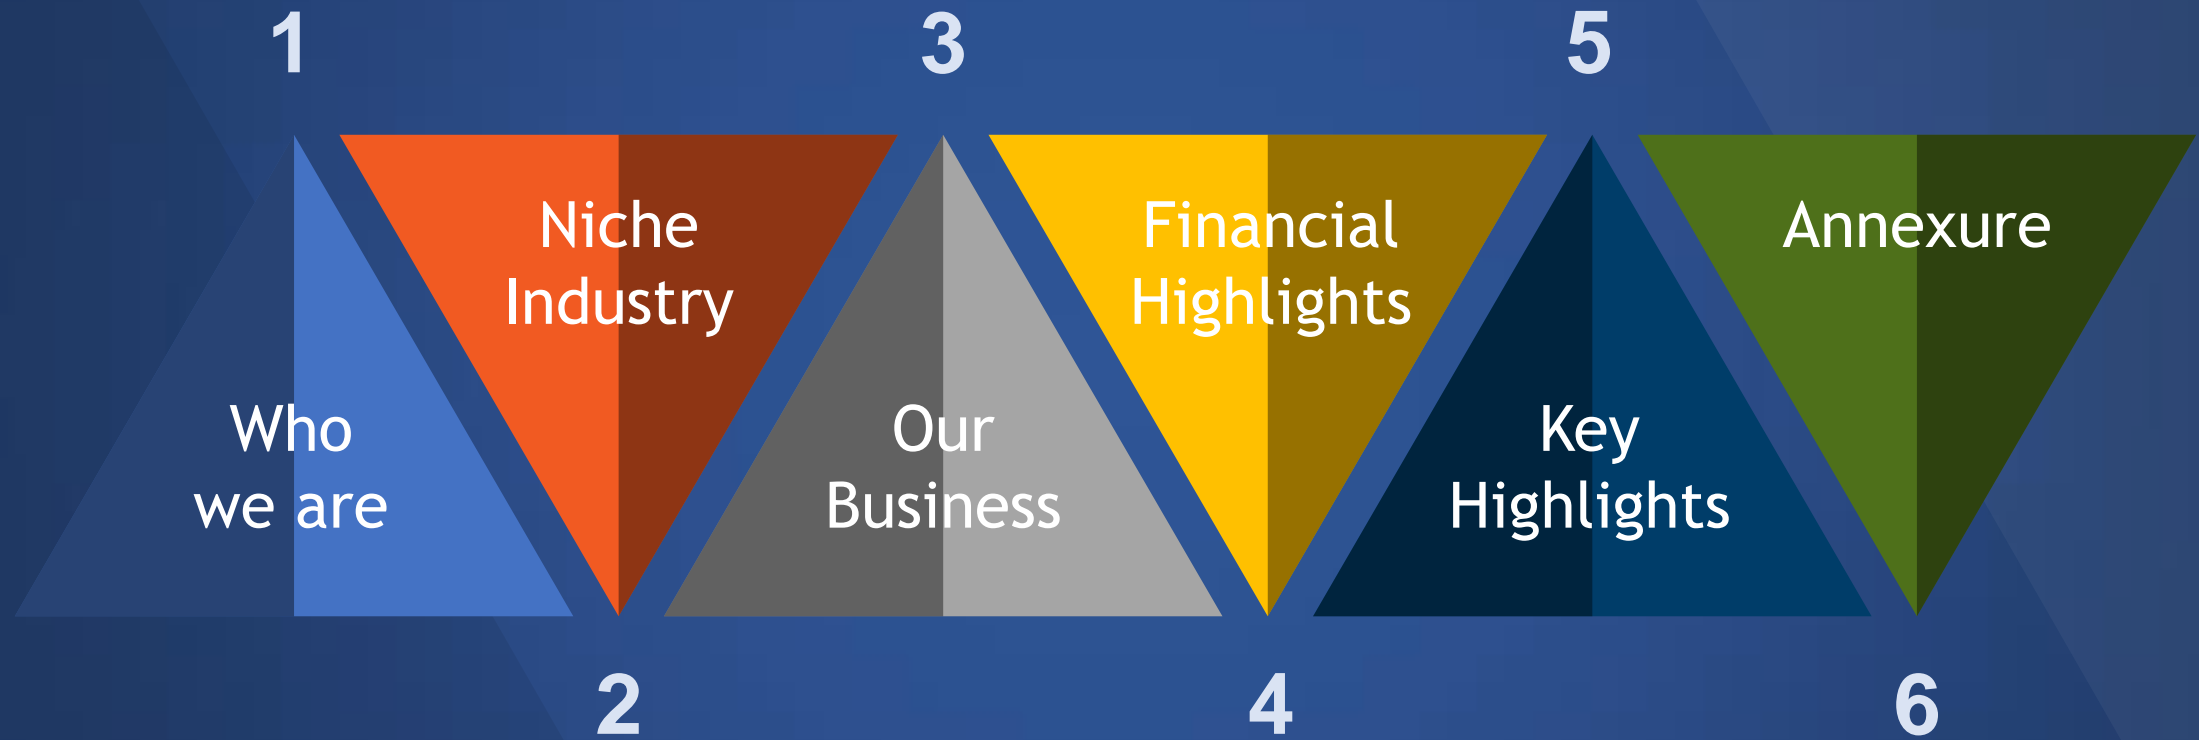 1
Who
we are
2
Niche
Industry
3
Our
Business
4
Financial
Highlights
5
Key
Highlights
6
Annexure